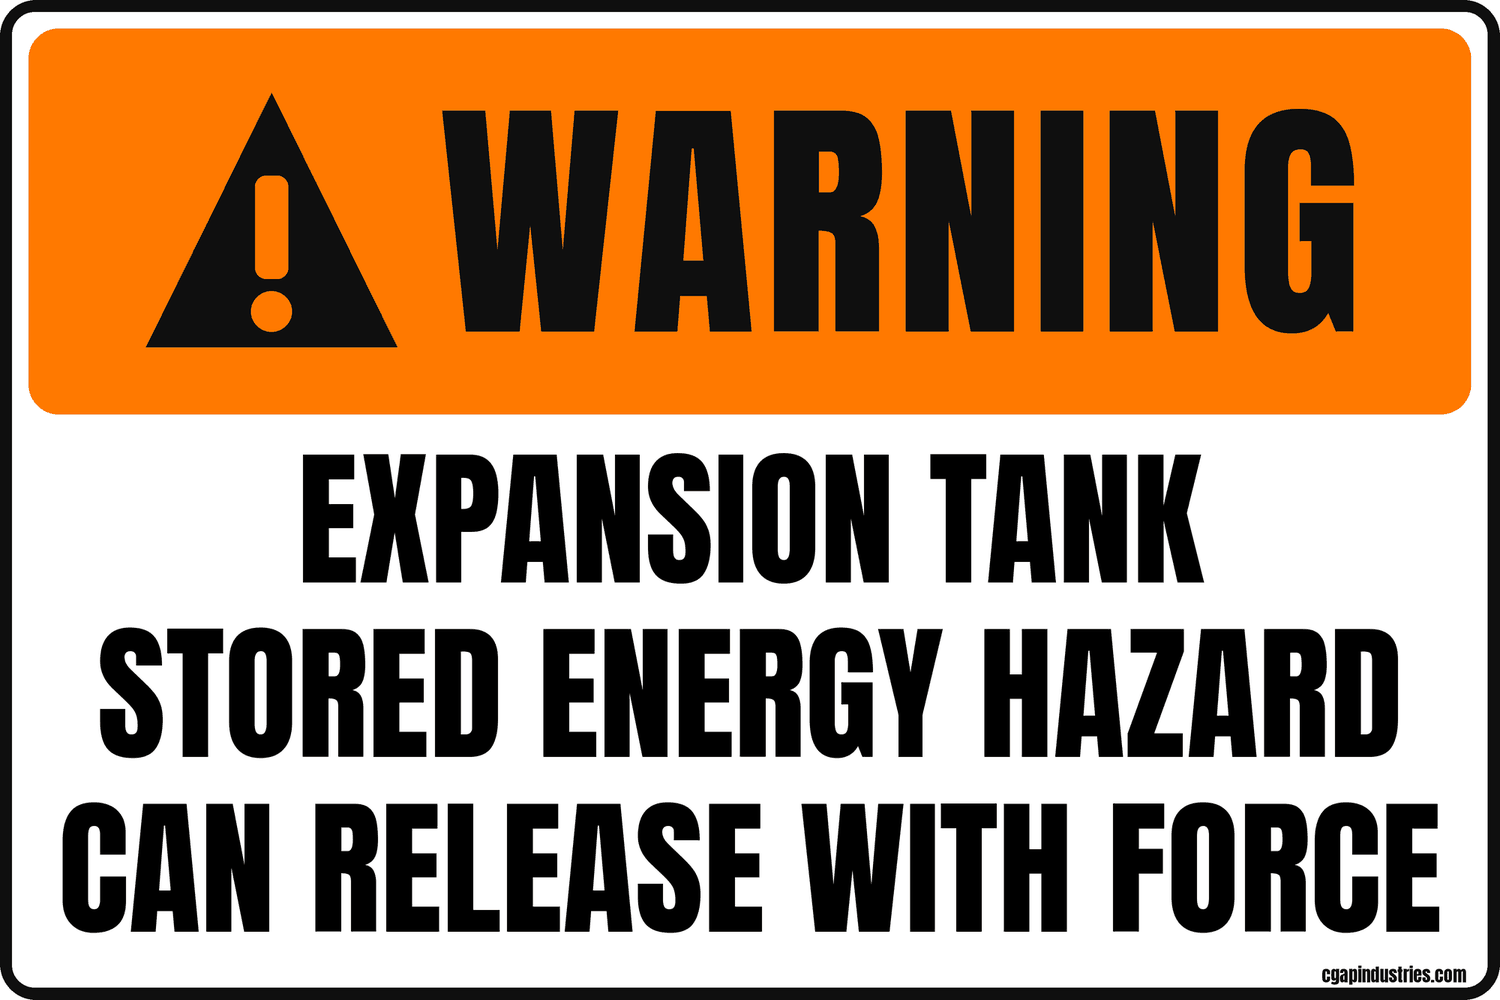 WARNING
EXPANSION TANK
STORED ENERGY HAZARD
CAN RELEASE WITH FORCE
cgapindustries.com